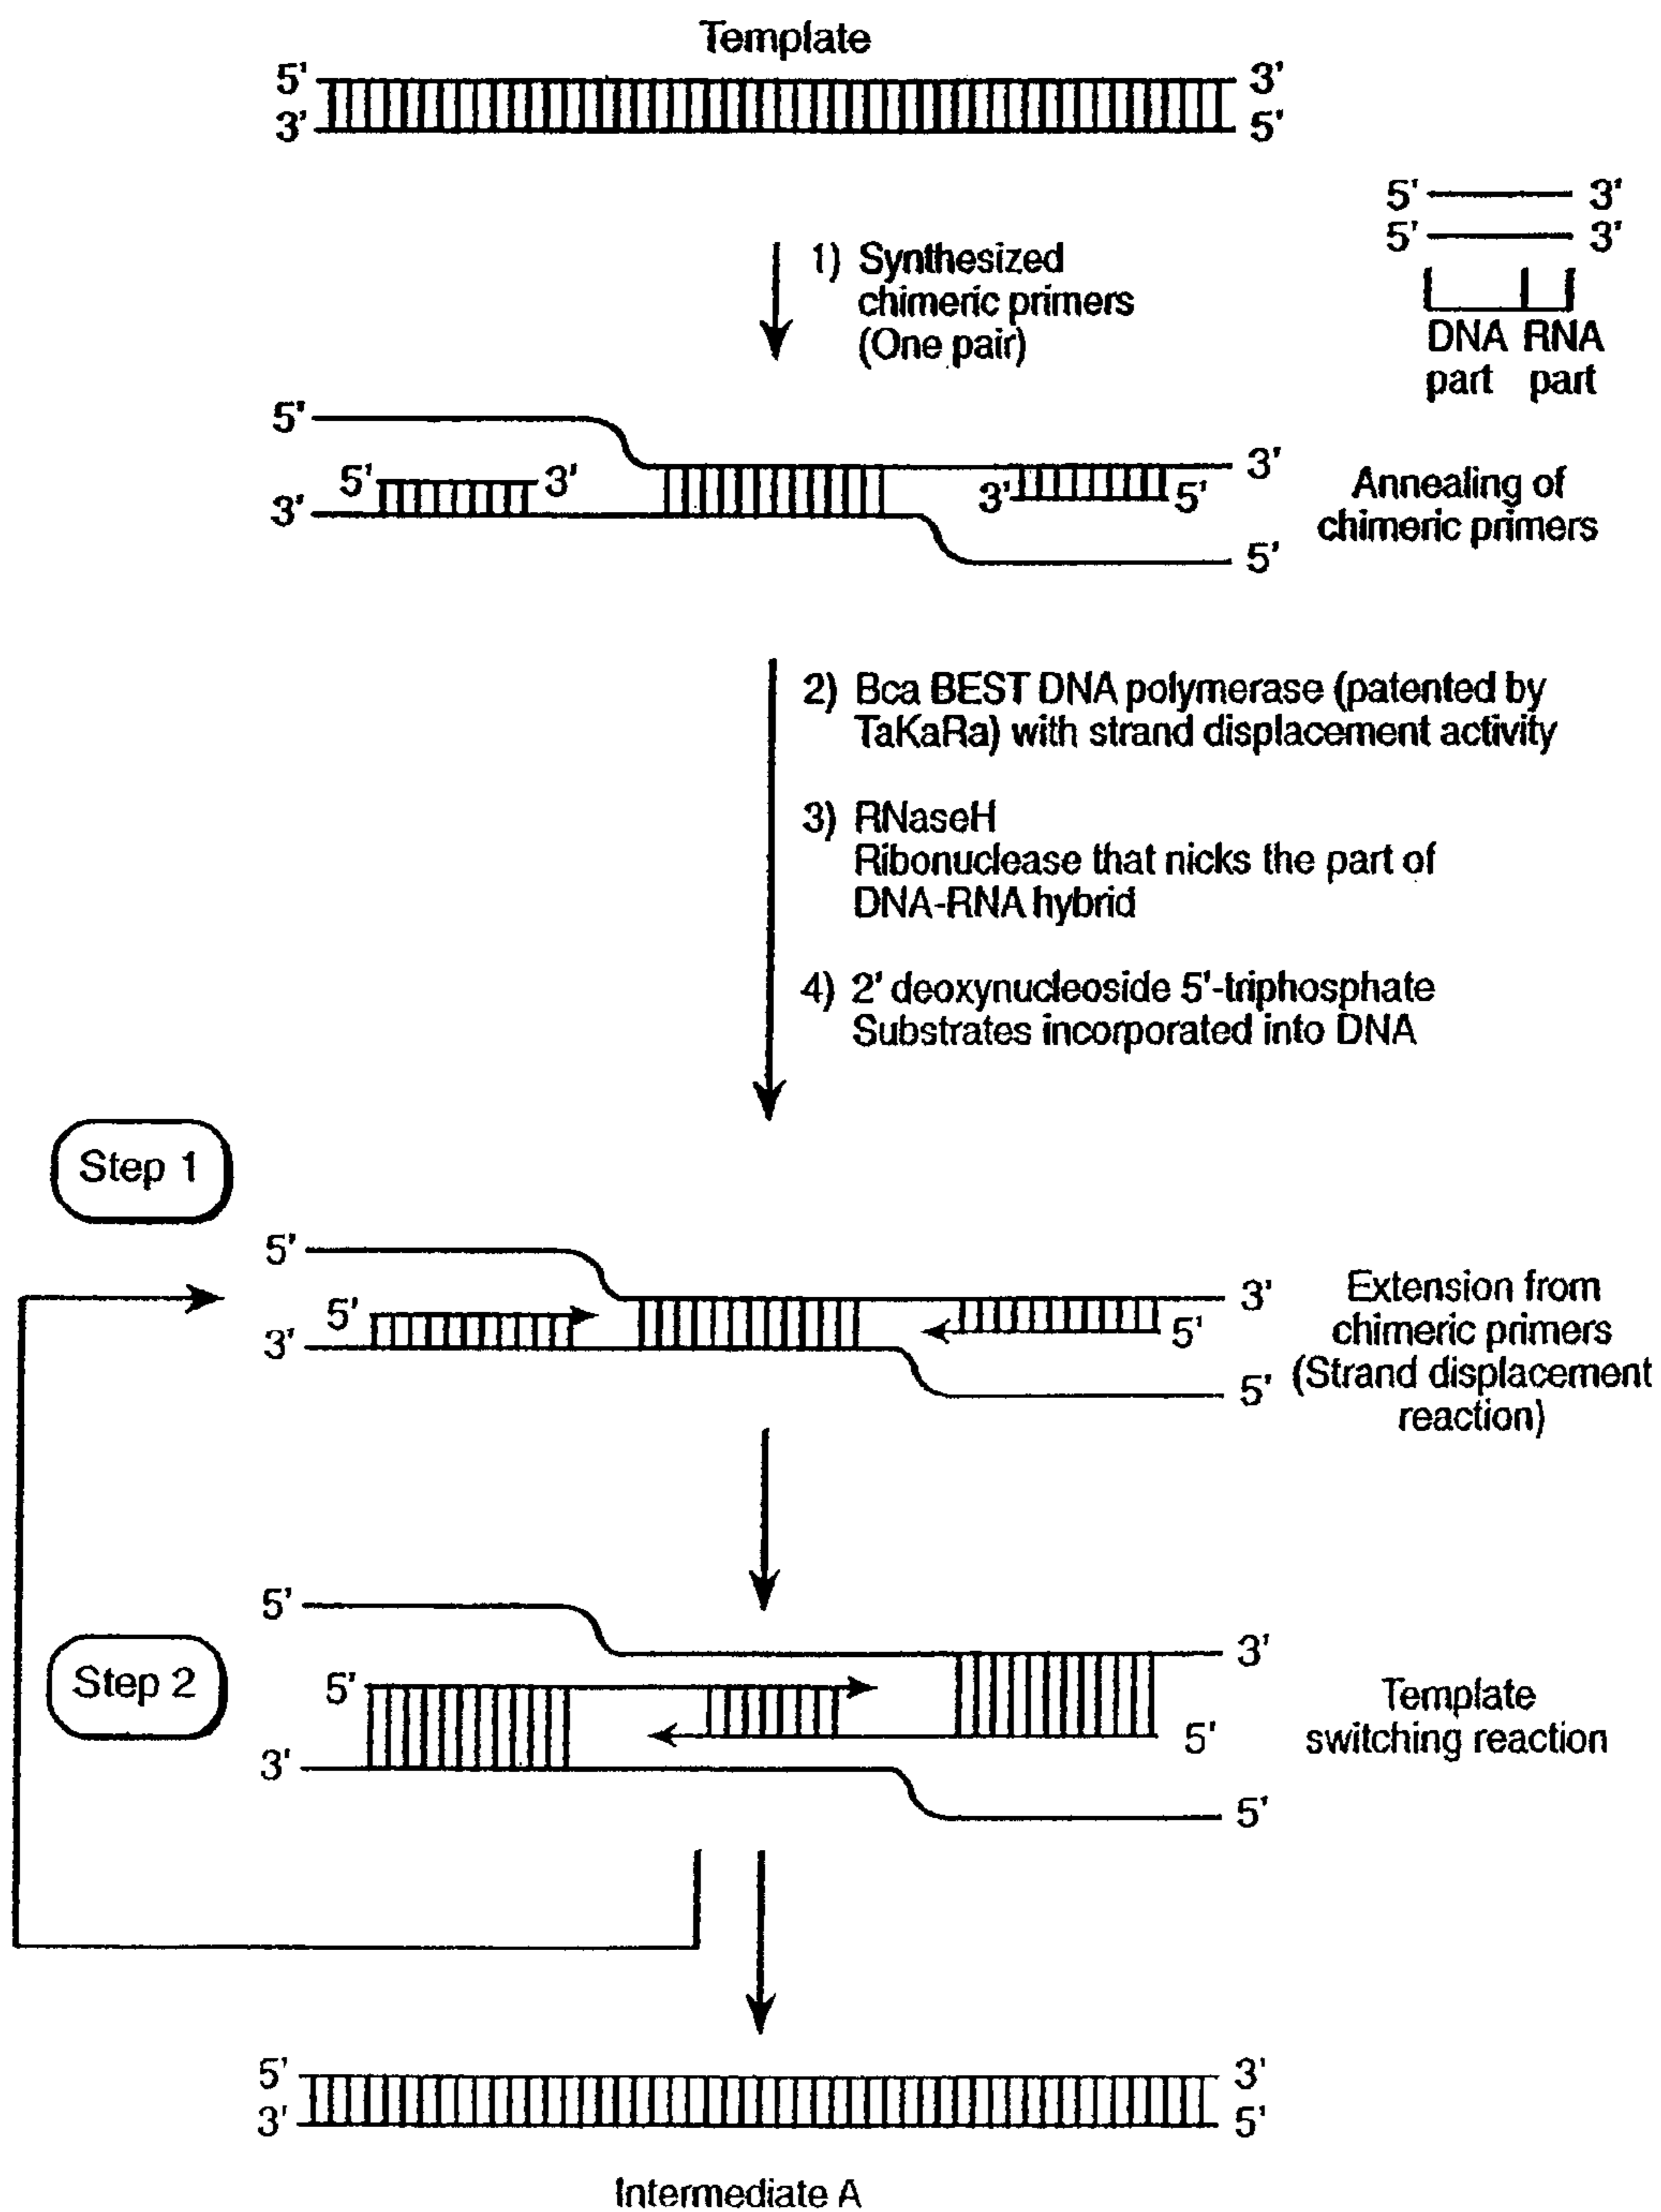 Template
5' 3'
3' 5'
5' 3'
5' 3'
DNA RNA
part part
1) Synthesized
chimeric primers
(One pair)
5'
5' 3' 3'
3' 3' 5'
5'
Annealing of
chimeric primers
2) Bca BEST DNA polymerase (patented by
TaKaRa) with strand displacement activity
3) RNaseH
Ribonuclease that nicks the part of
DNA-RNA hybrid
4) 2' deoxynucleoside 5'-triphosphate
Substrates incorporated into DNA
Step 1
5'
5' 3'
3' 5'
5'
Extension from
chimeric primers
(Strand displacement
reaction)
Step 2
5'
3'
5'
5'
3'
5'
Template
switching reaction
5' 3'
3' 5'
Intermediate A